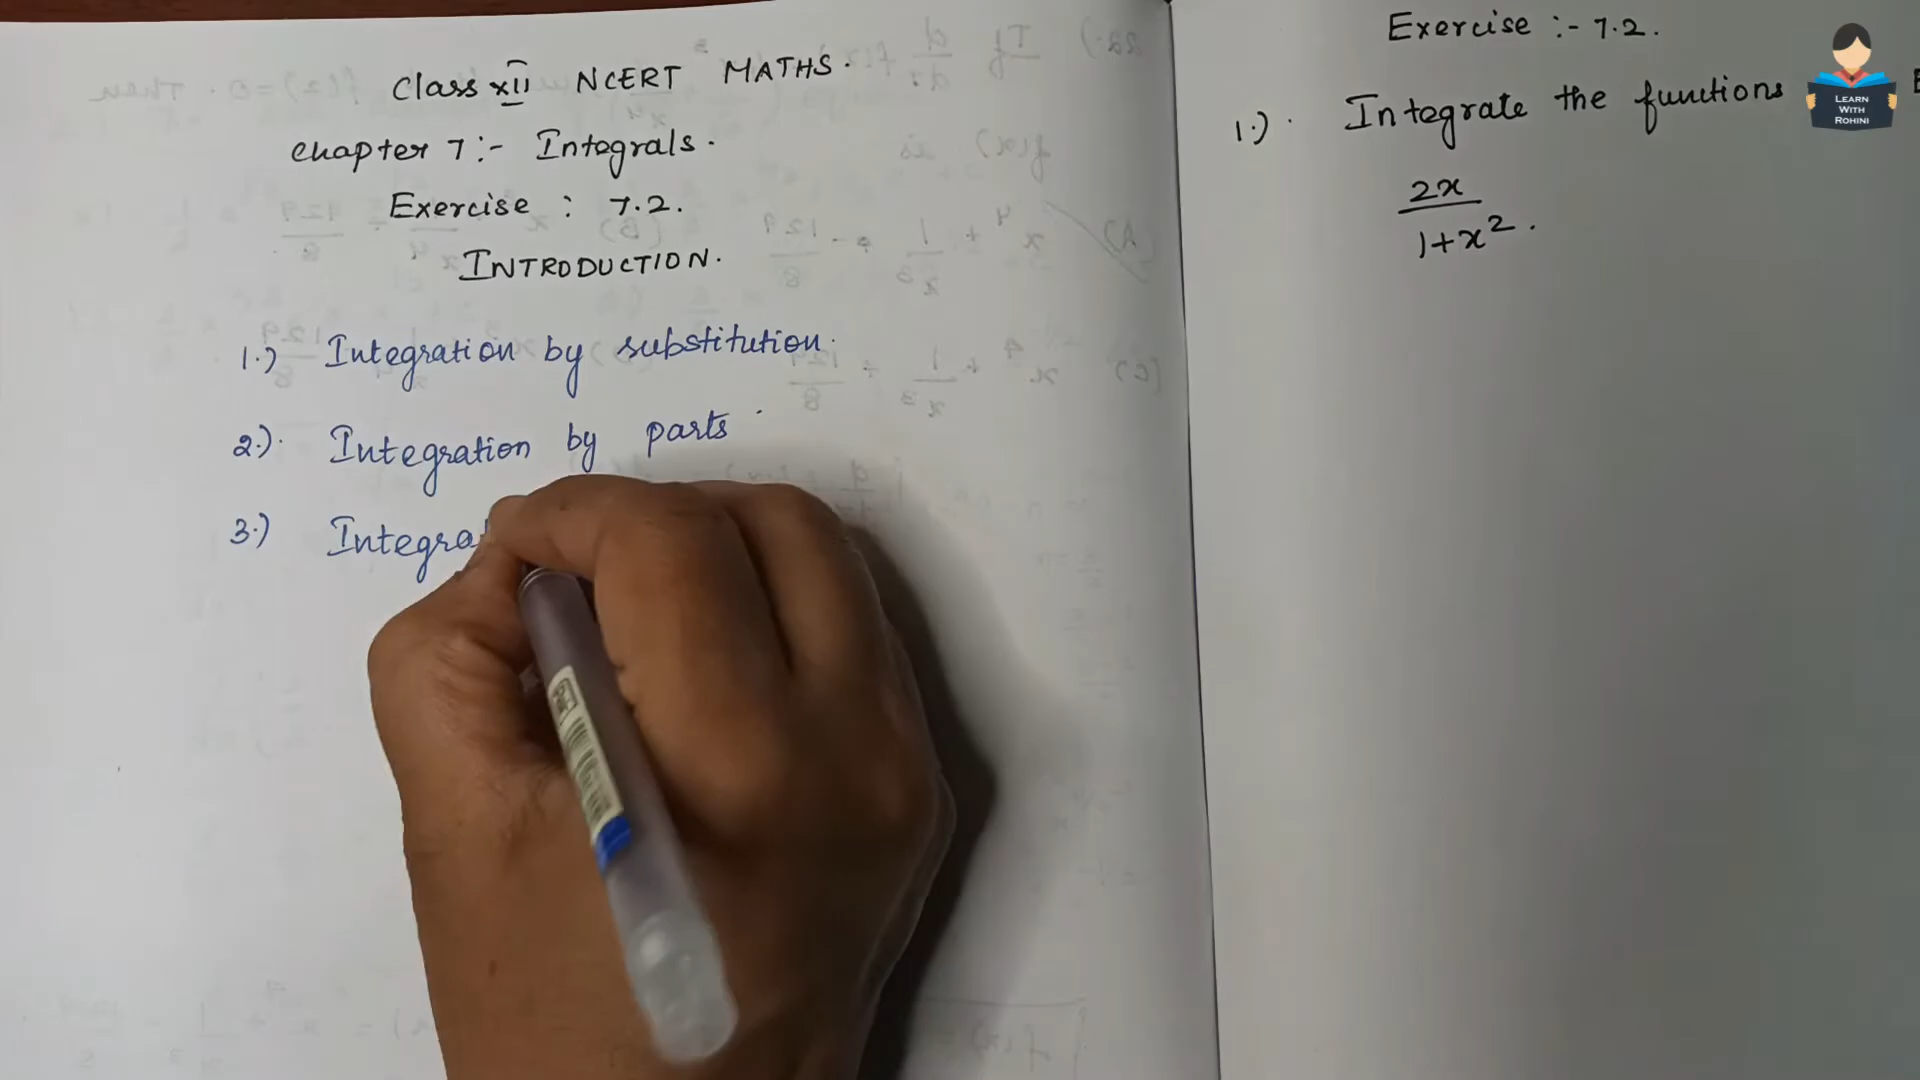 Class XII NCERT MATHS.
Chapter 7:- Integrals.
Exercise : 7.2.
INTRODUCTION.
1.) Integration by substitution.
2.). Integration by parts
3.) Integra
Exercise :- 7.2.
1.). Integrate the functions
2x
1+x².
LEARN
WITH
ROHINI